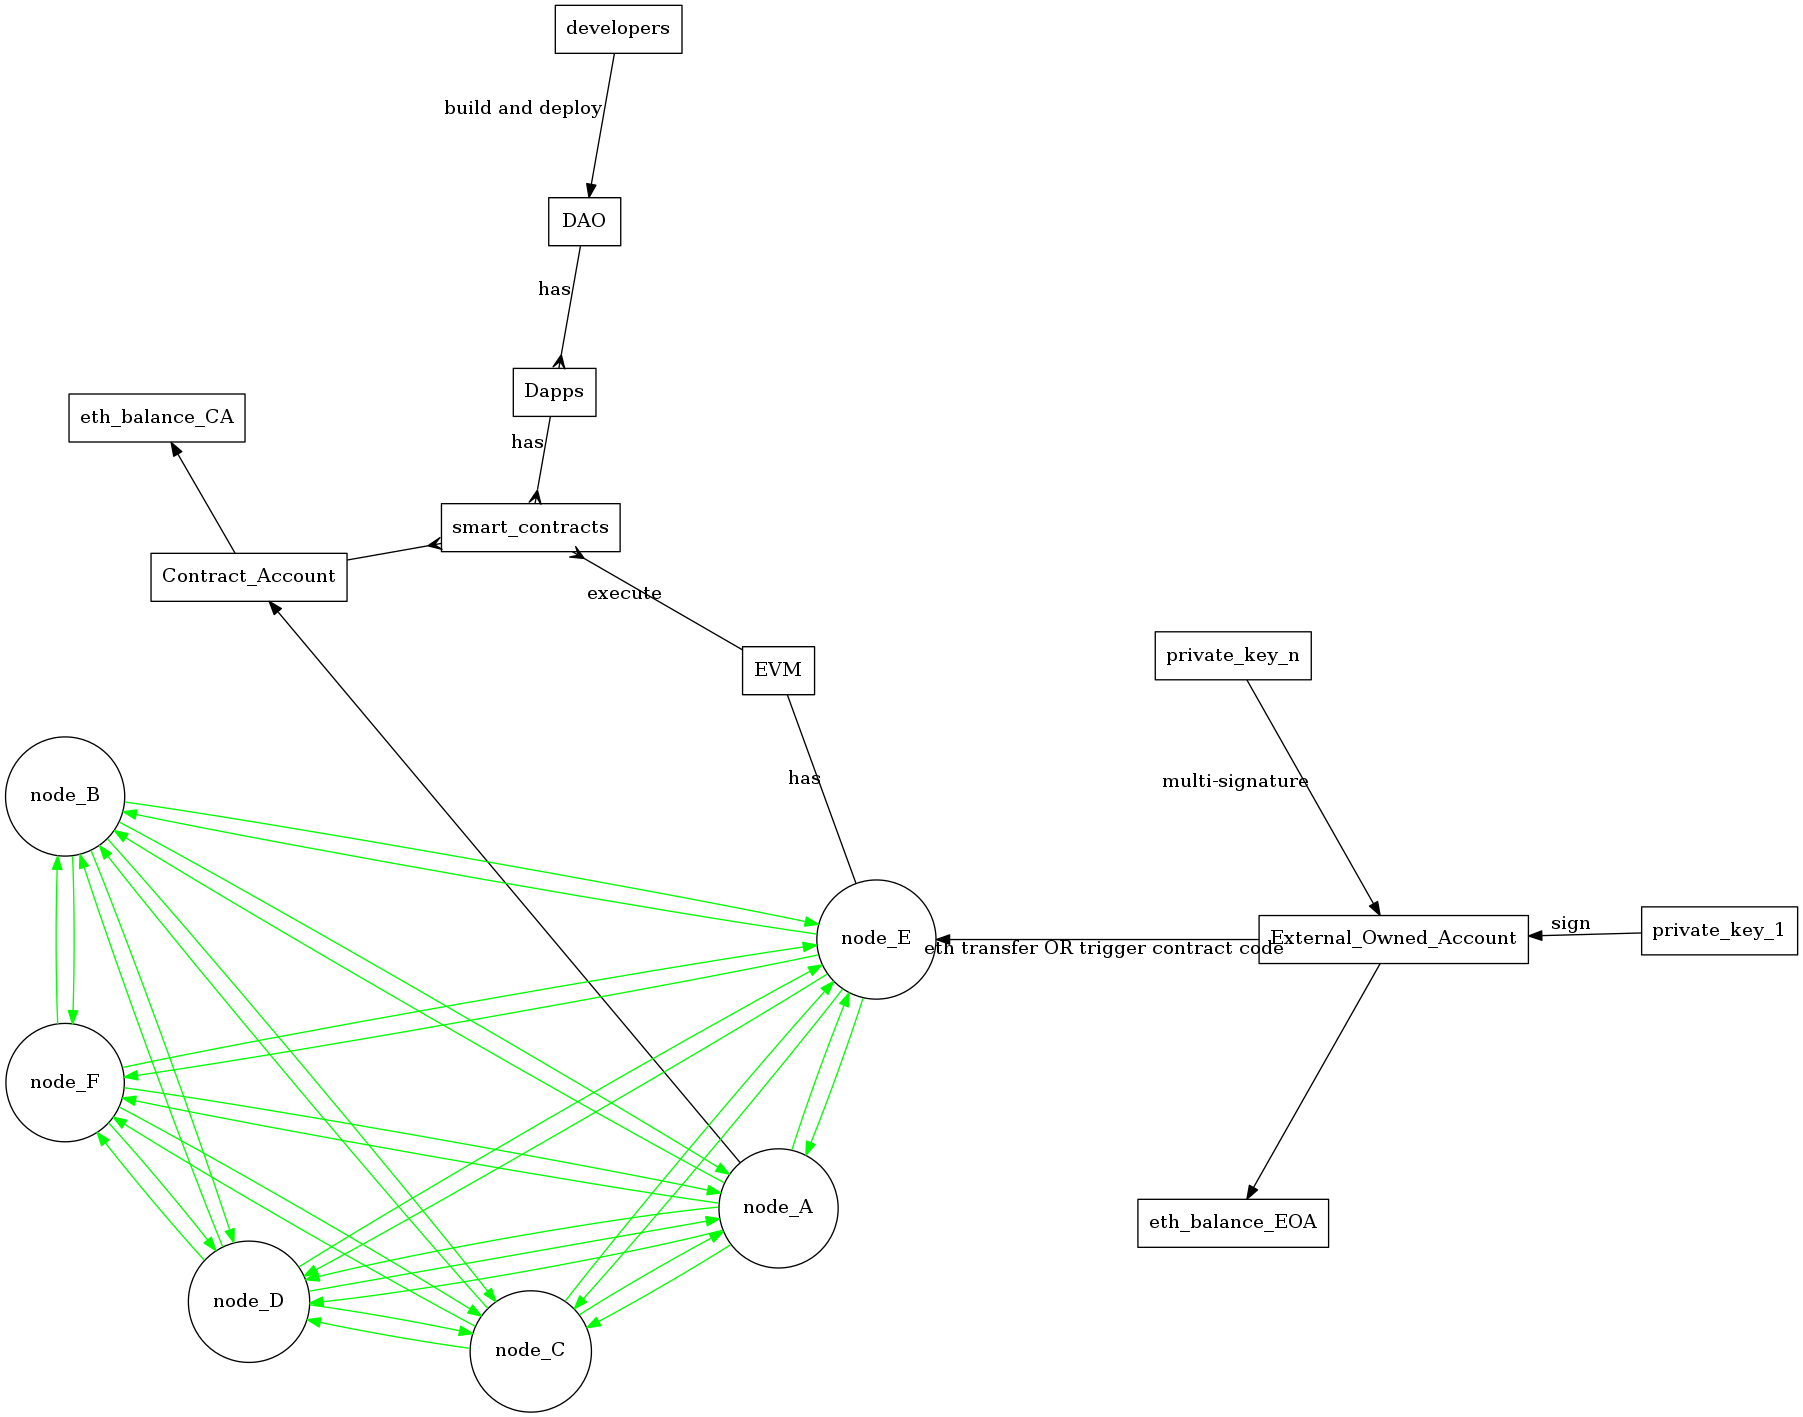 developers
build and deploy
DAO
has
Dapps
eth_balance_CA
has
smart_contracts
Contract_Account
execute
EVM
private_key_n
has
multi-signature
node_B
node_E
eth transfer OR trigger contract code
External_Owned_Account
sign
private_key_1
node_F
node_A
eth_balance_EOA
node_D
node_C